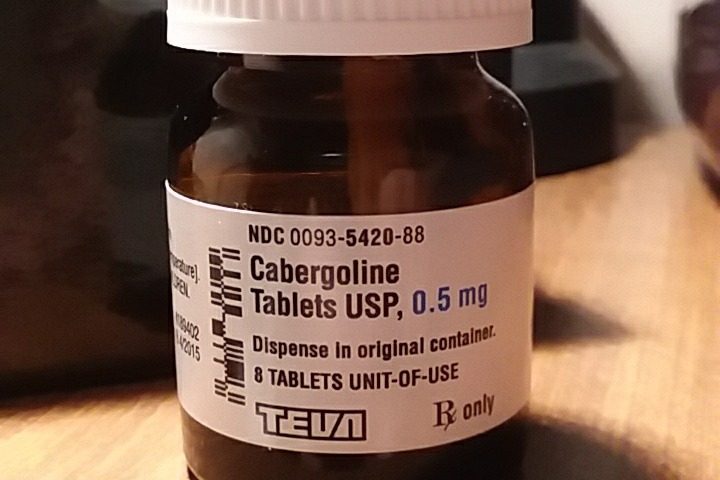 NDC 0093-5420-88
Cabergoline
Tablets USP, 0.5 mg
Dispense in original container.
8 TABLETS UNIT-OF-USE
TEVA
Rx only